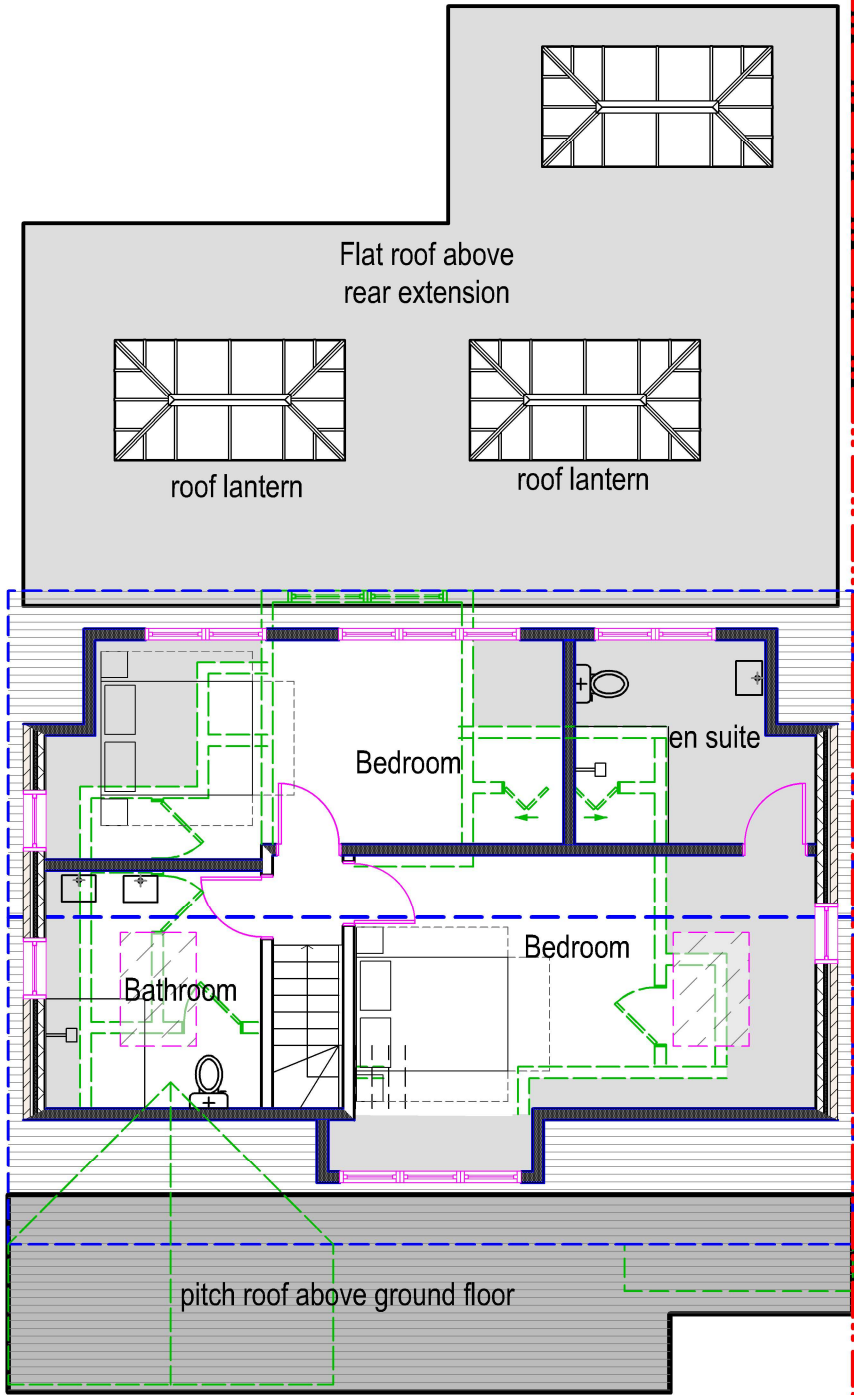 Flat roof above
rear extension
roof lantern
roof lantern
en suite
Bedroom
Bedroom
Bathroom
pitch roof above ground floor